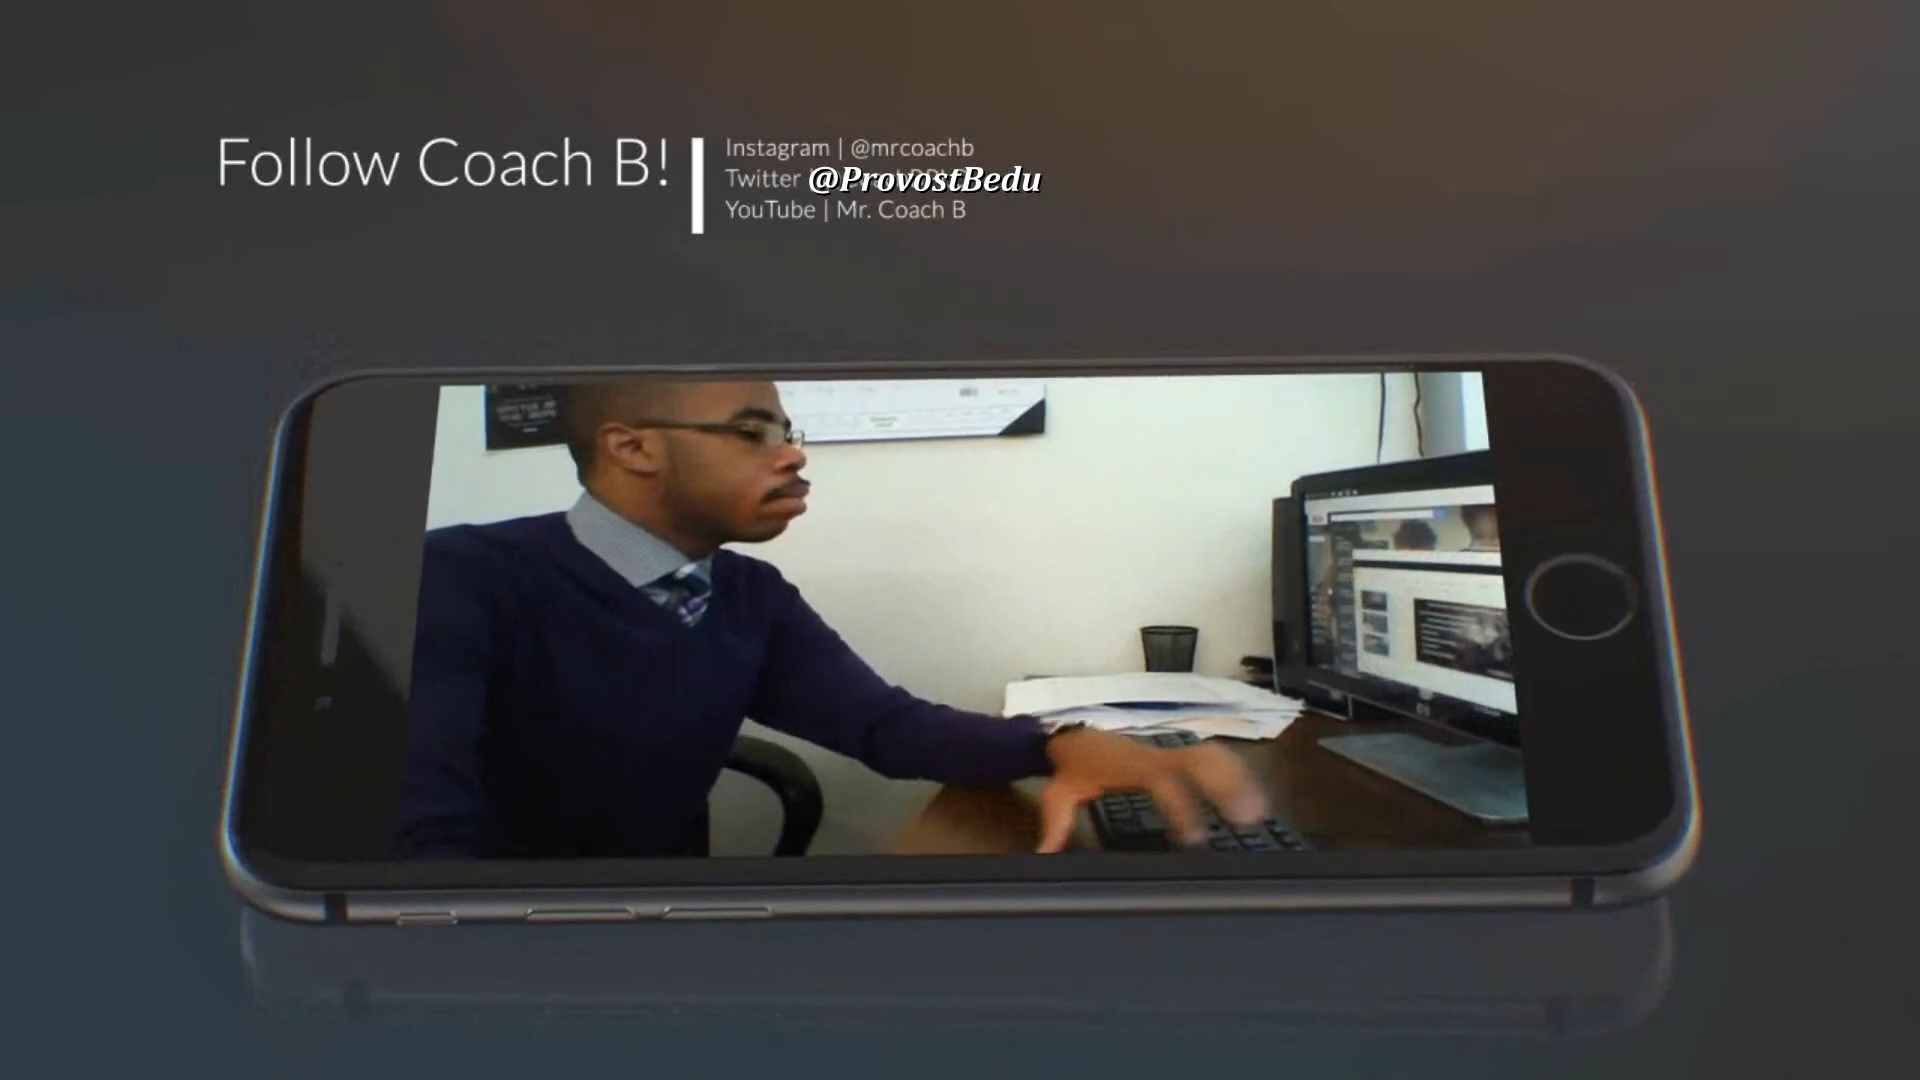 Follow Coach B!
Instagram | @mrcoachb
Twitter @ProvostBedu
YouTube | Mr. Coach B